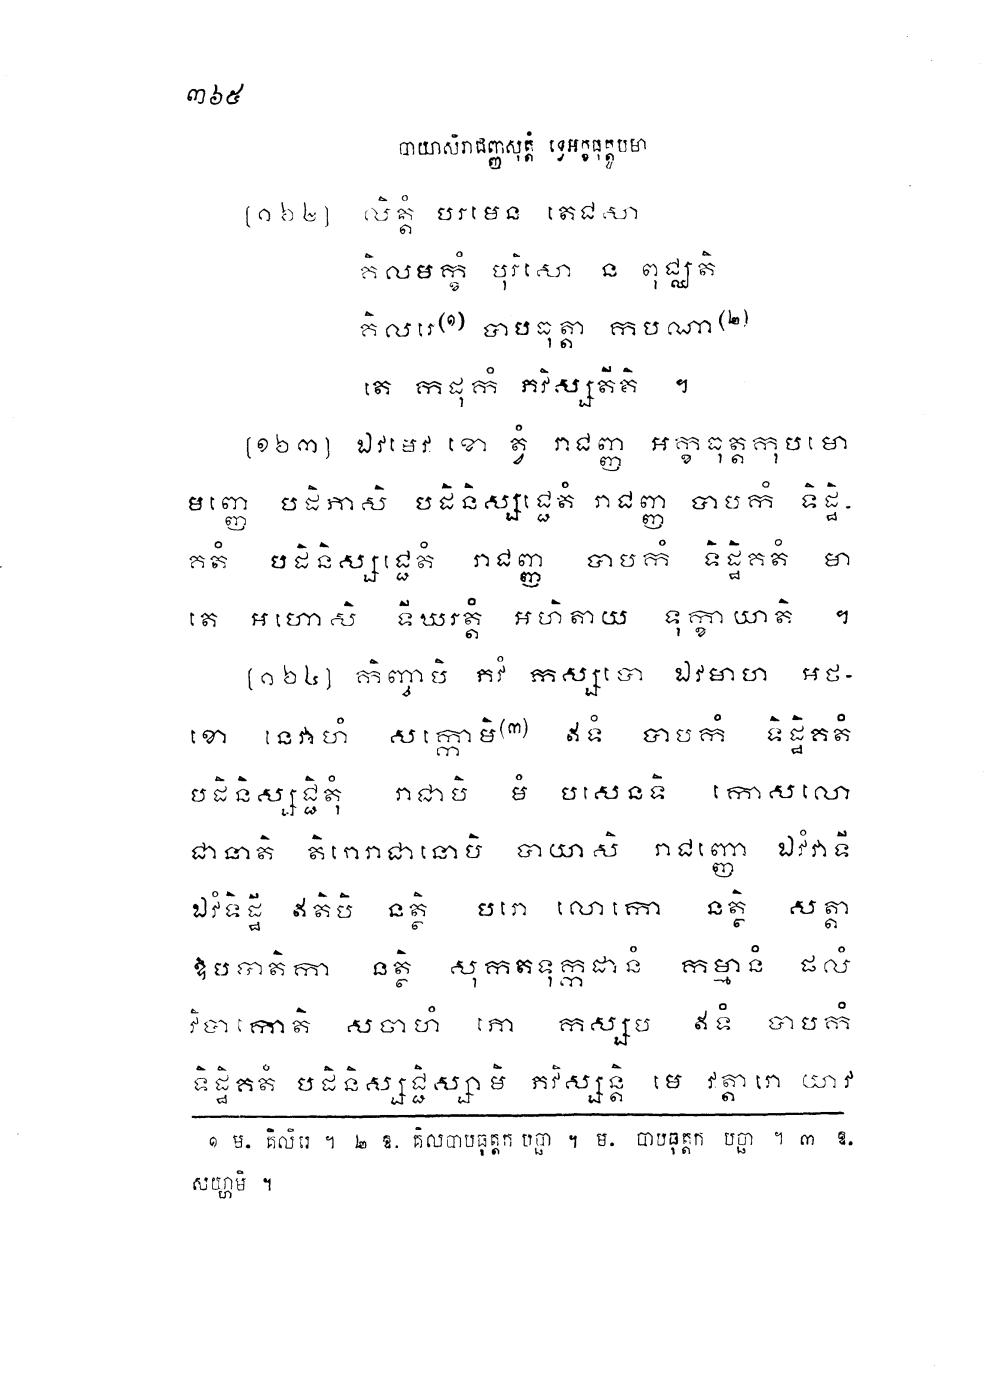 ៣៦៥
បាយាសិរាជញ្ញសុត្តំ ទ្វេអក្ខធុត្តូបមា
(១៦២) លិត្តំ បរមេន តេជសា
គិលមក្ខំ បុរិសោ ន ពុជ្ឈតិ
គិលរេ(១) បាបធុត្តា កបណា(២)
តេ កដុកំ ភវិស្សតីតិ ។
(១៦៣) ឯវមេវ ខោ ត្វំ រាជញ្ញ អក្ខធុត្តកុបមោ
មញ្ញេ បដិភាសិ បដិនិស្សជ្ជេតំ រាជញ្ញ បាបកំ ទិដ្ឋិ-
គតំ បដិនិស្សជ្ជេតំ រាជញ្ញ បាបកំ ទិដ្ឋិគតំ មា
តេ អហោសិ ទីឃរត្តំ អហិតាយ ទុក្ខាយាតិ ។
(១៦៤) កិញ្ចាបិ ភវំ កស្សបោ ឯវមាហ អថ-
ខោ នេវាហំ សក្កោមិ(៣) ឥទំ បាបកំ ទិដ្ឋិគតំ
បដិនិស្សជ្ជិតុំ រាជាបិ មំ បសេនទិ កោសលោ
ជានាតិ តិរោរាជានោបិ បាយាសិ រាជញ្ញោ ឯវំវាទី
ឯវំទិដ្ឋី ឥតិបិ នត្ថិ បរោ លោកោ នត្ថិ សត្តា
ឱបបាតិកា នត្ថិ សុកតទុក្កដានំ កម្មានំ ផលំ
វិបាកោតិ សចាហំ ភោ កស្សប ឥទំ បាបកំ
ទិដ្ឋិគតំ បដិនិស្សជ្ជិស្សាមិ ភវិស្សន្តិ មេ វត្តារោ យាវ
១ ម. គិលិរេ ។ ២ ឱ. គិលបាបធុត្តក បច្ឆា ។ ម. បាបធុត្តក បច្ឆា ។ ៣ ឱ.
សយ្ហាមិ ។